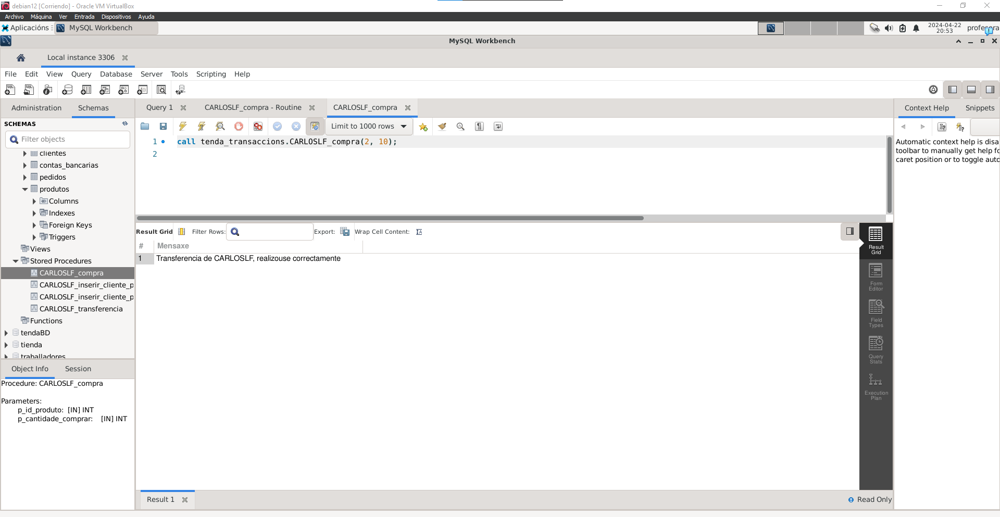 debian12 [Corriendo] - Oracle VM VirtualBox
Archivo Máquina Ver Entrada Dispositivos Ayuda
Aplicacións MySQL Workbench 2024-04-22 20:53 profesora
MySQL Workbench
Local instance 3306
File Edit View Query Database Server Tools Scripting Help
Administration Schemas
SCHEMAS
Filter objects
clientes
contas_bancarias
pedidos
produtos
Columns
Indexes
Foreign Keys
Triggers
Views
Stored Procedures
CARLOSLF_compra
CARLOSLF_inserir_cliente_p
CARLOSLF_inserir_cliente_p
CARLOSLF_transferencia
Functions
tendaBD
tienda
traballadores
Object Info Session
Procedure: CARLOSLF_compra
Parameters:
p_id_produto: [IN] INT
p_cantidade_comprar: [IN] INT
Query 1 CARLOSLF_compra - Routine CARLOSLF_compra
Limit to 1000 rows
1 call tenda_transaccions.CARLOSLF_compra(2, 10);
2
Result Grid Filter Rows: Export: Wrap Cell Content:
# Mensaxe
1 Transferencia de CARLOSLF, realizouse correctamente
Result Grid
Form Editor
Field Types
Query Stats
Execution Plan
Result 1 Read Only
Context Help Snippets
Automatic context help is disa
toolbar to manually get help fo
caret position or to toggle auto